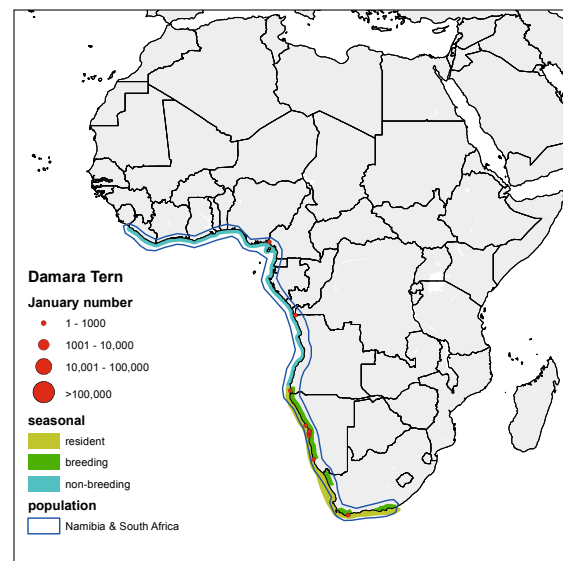 Damara Tern
January number
1 - 1000
1001 - 10,000
10,001 - 100,000
>100,000
seasonal
resident
breeding
non-breeding
population
Namibia & South Africa